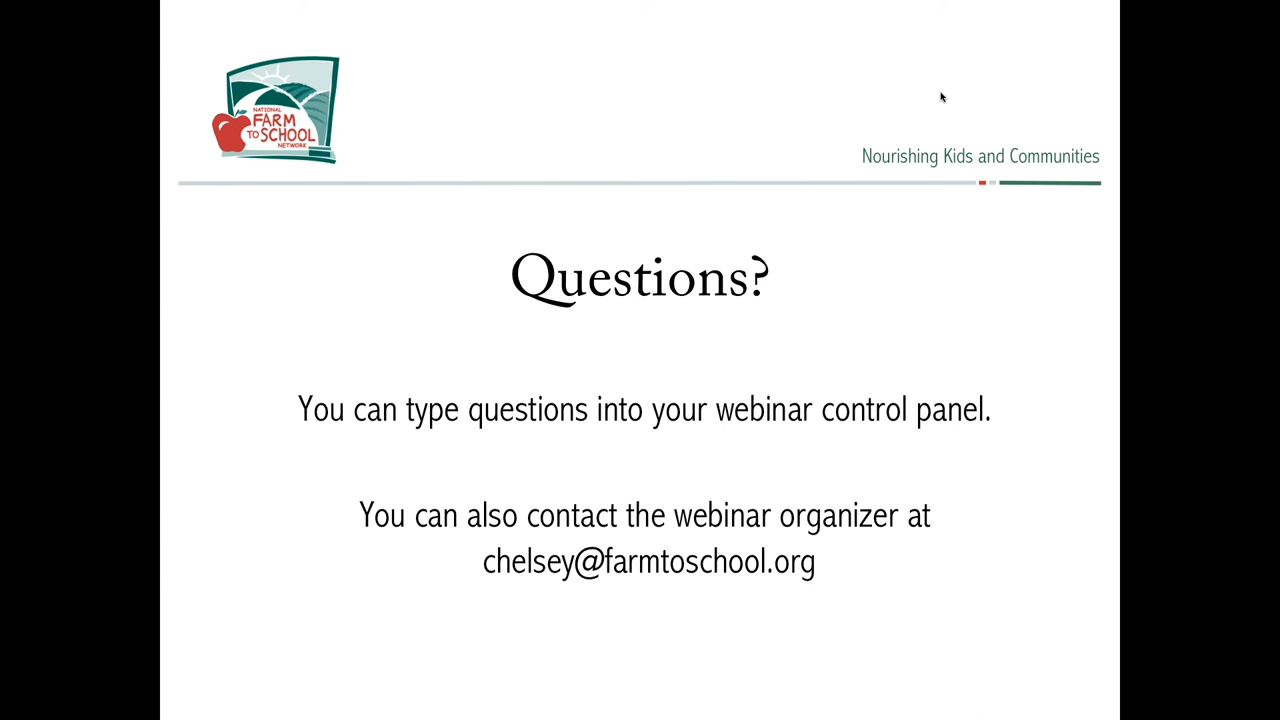 NATIONAL
FARM
TO SCHOOL
NETWORK
Nourishing Kids and Communities
Questions?
You can type questions into your webinar control panel.
You can also contact the webinar organizer at
chelsey@farmtoschool.org